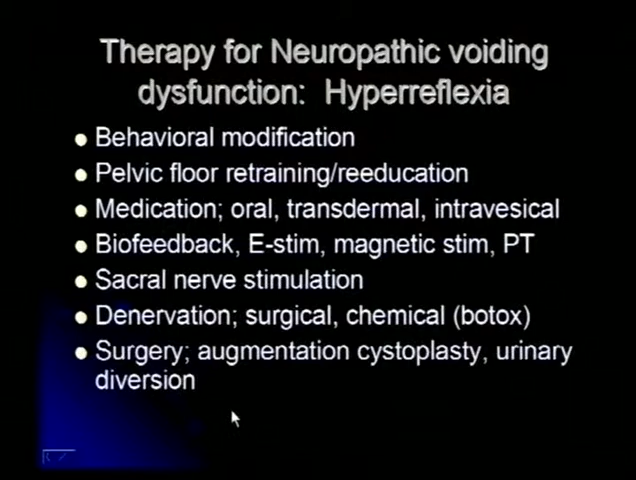 Therapy for Neuropathic voiding
dysfunction: Hyperreflexia
Behavioral modification
Pelvic floor retraining/reeducation
Medication; oral, transdermal, intravesical
Biofeedback, E-stim, magnetic stim, PT
Sacral nerve stimulation
Denervation; surgical, chemical (botox)
Surgery; augmentation cystoplasty, urinary
diversion